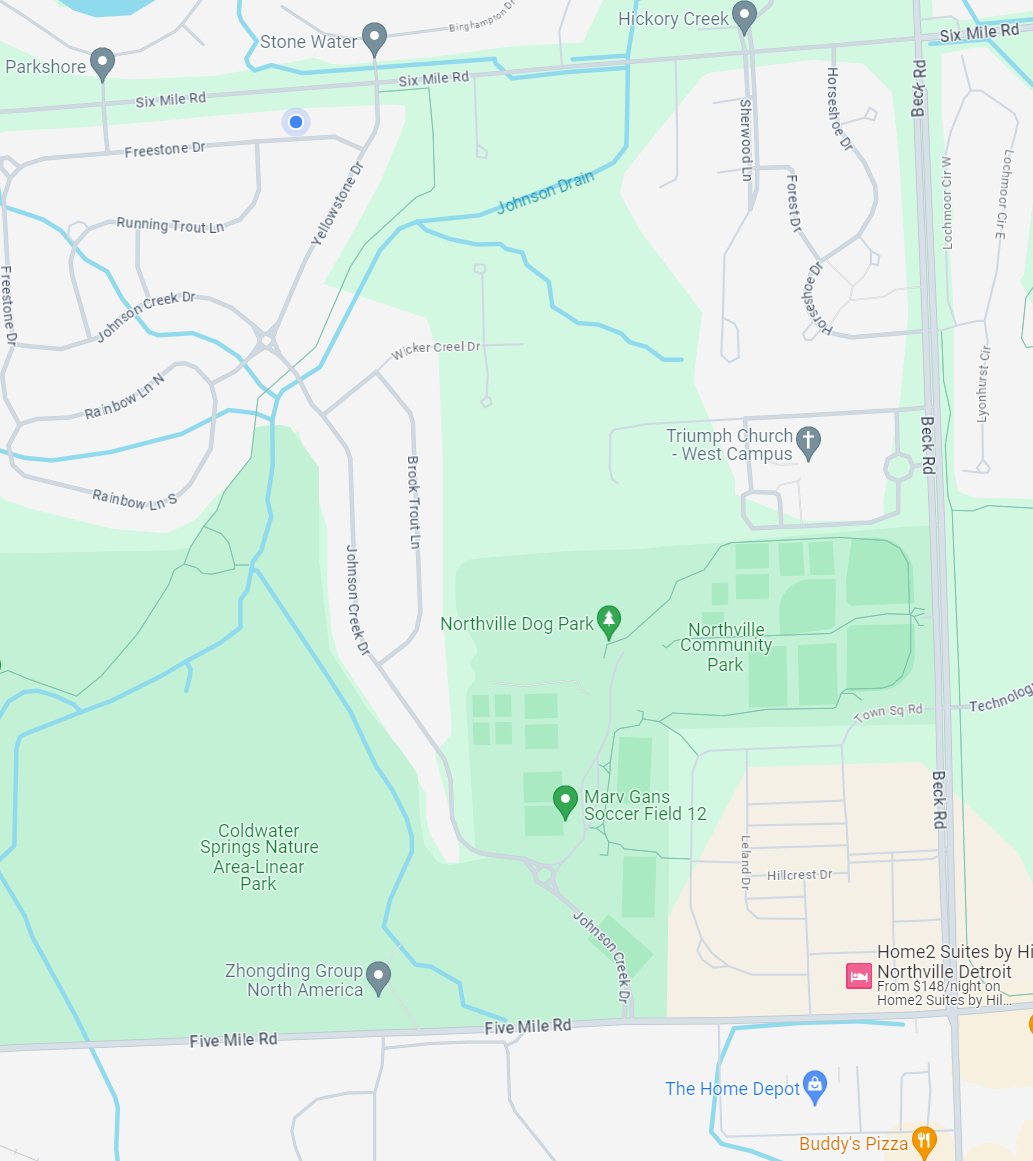 Binghampton Dr
Hickory Creek
Stone Water
Six Mile Rd
Parkshore
Six Mile Rd
Six Mile Rd
Beck Rd
Horseshoe Dr
Sherwood Ln
Freestone Dr
Lochmoor Cir W
Lochmoor Cir E
Yellowstone Dr
Johnson Drain
Forest Dr
Running Trout Ln
Freestone Dr
Johnson Creek Dr
Horseshoe Dr
Wicker Creel Dr
Lyonhurst Cir
Rainbow Ln N
Triumph Church
- West Campus
Beck Rd
Rainbow Ln S
Brock Trout Ln
Johnson Creek Dr
Northville Dog Park
Northville
Community
Park
Town Sq Rd
Technology
Beck Rd
Marv Gans
Soccer Field 12
Coldwater
Springs Nature
Area-Linear
Park
Leland Dr
Hillcrest Dr
Johnson Creek Dr
Home2 Suites by Hi
Northville Detroit
From $148/night on
Home2 Suites by Hil...
Zhongding Group
North America
Five Mile Rd
Five Mile Rd
The Home Depot
Buddy's Pizza